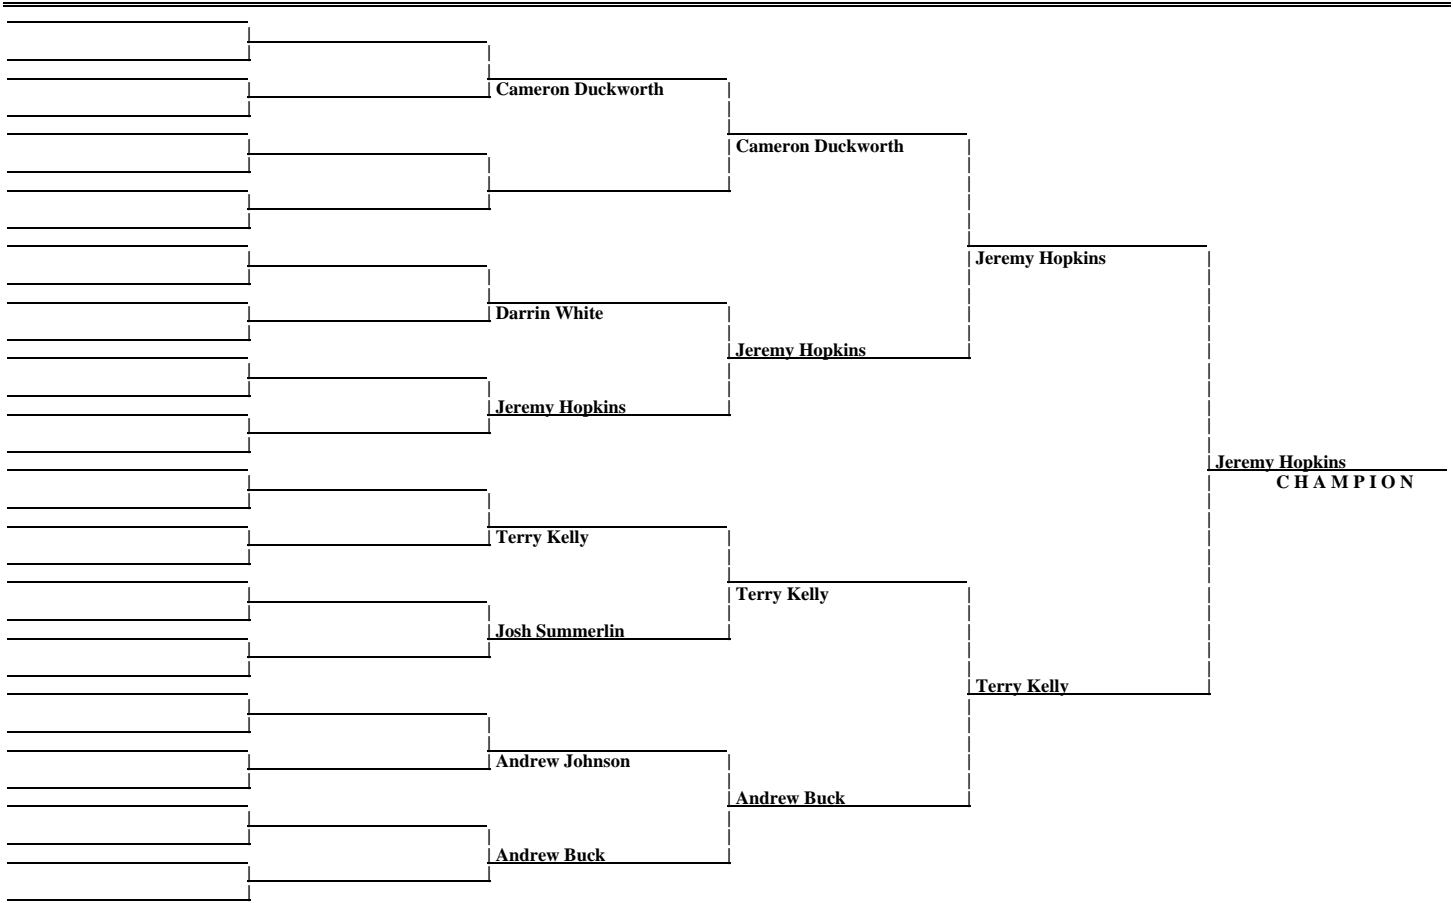 Cameron Duckworth
Cameron Duckworth
Jeremy Hopkins
Darrin White
Jeremy Hopkins
Jeremy Hopkins
Jeremy Hopkins
C H A M P I O N
Terry Kelly
Terry Kelly
Josh Summerlin
Terry Kelly
Andrew Johnson
Andrew Buck
Andrew Buck